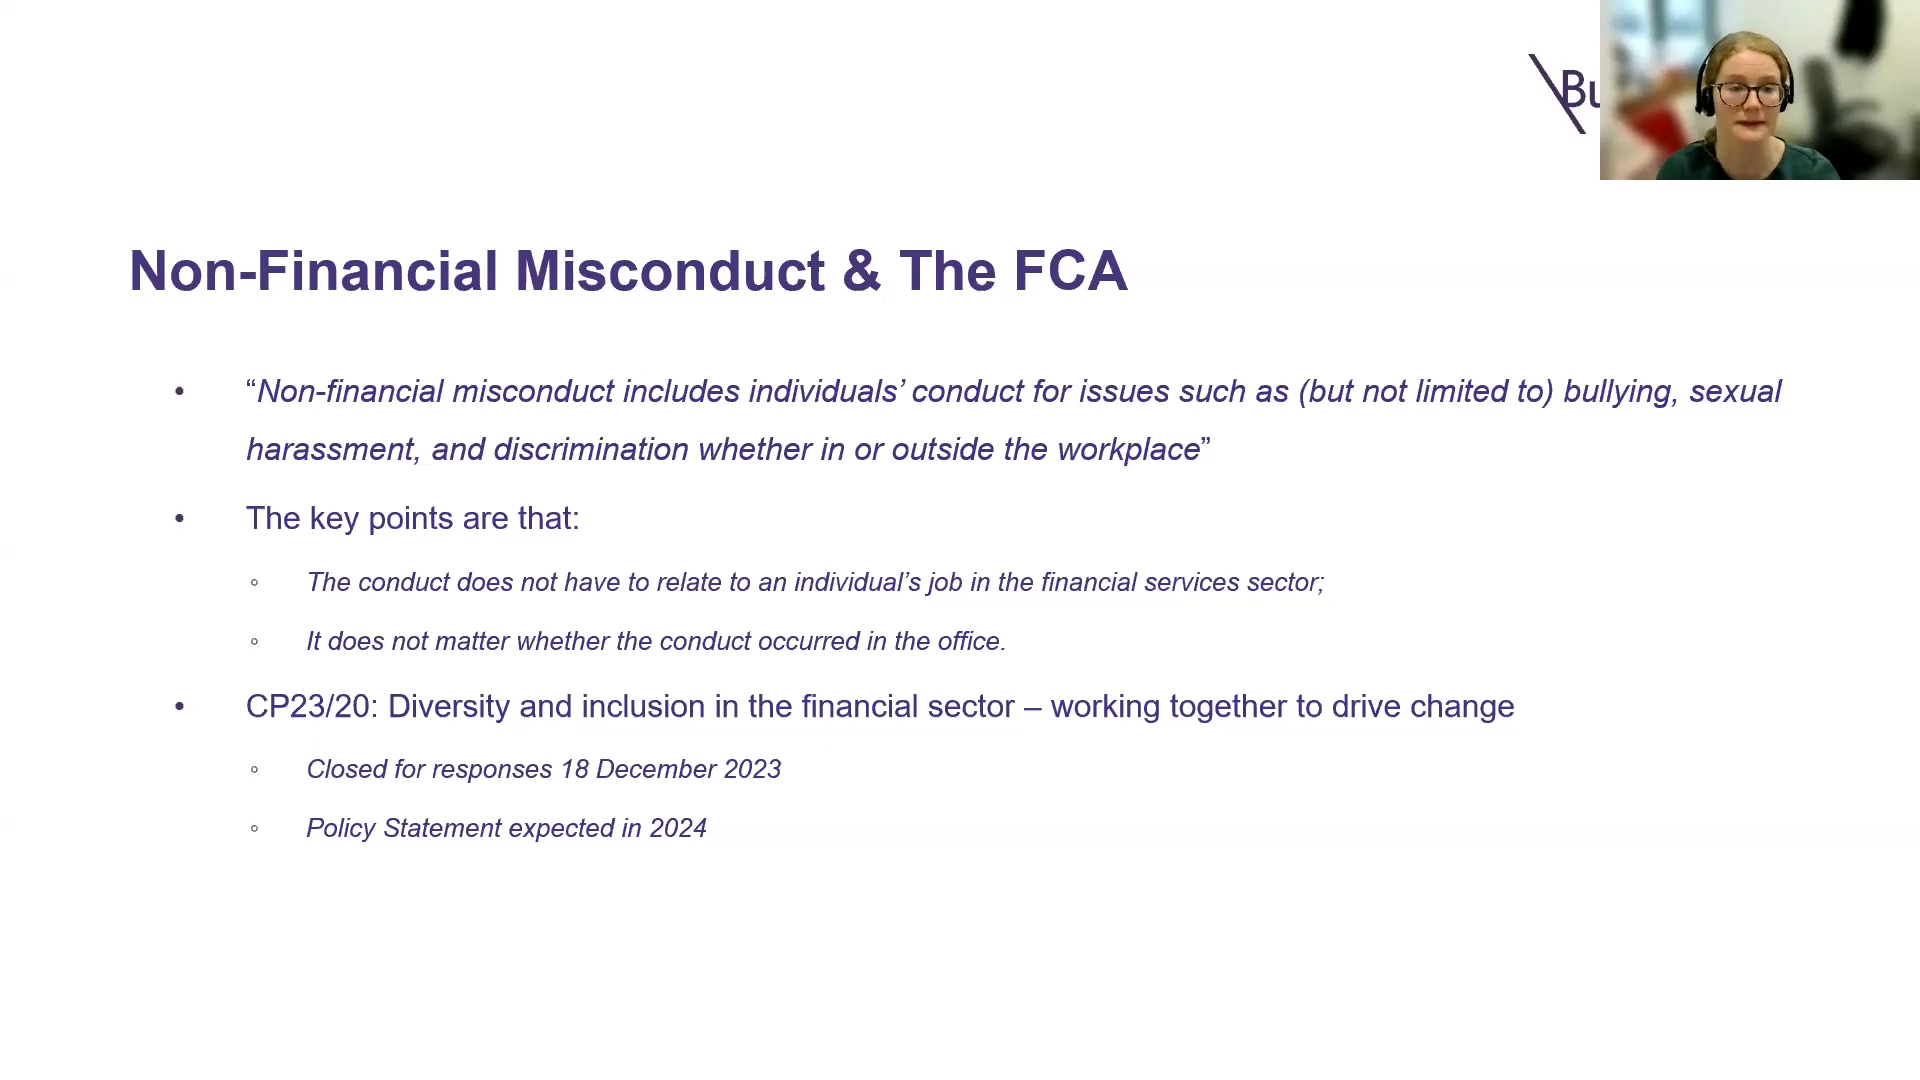 Bu
Non-Financial Misconduct & The FCA
• “Non-financial misconduct includes individuals’ conduct for issues such as (but not limited to) bullying, sexual
harassment, and discrimination whether in or outside the workplace”
• The key points are that:
◦ The conduct does not have to relate to an individual’s job in the financial services sector;
◦ It does not matter whether the conduct occurred in the office.
• CP23/20: Diversity and inclusion in the financial sector – working together to drive change
◦ Closed for responses 18 December 2023
◦ Policy Statement expected in 2024